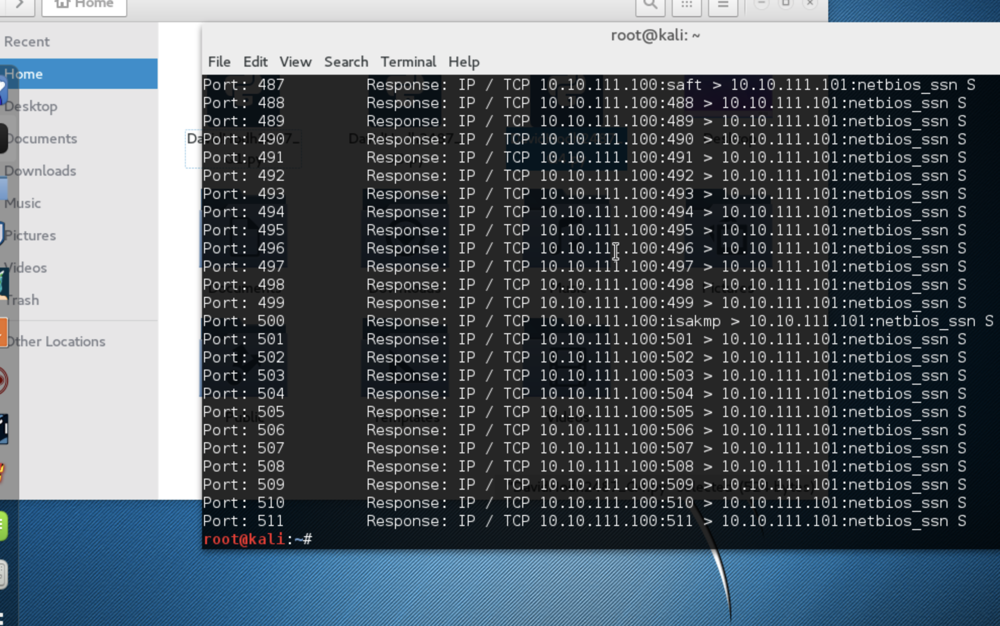 Home
Recent
Home
Desktop
Documents
Downloads
Music
Pictures
Videos
Trash
Other Locations
root@kali: ~
File Edit View Search Terminal Help
Port: 487 Response: IP / TCP 10.10.111.100:saft > 10.10.111.101:netbios_ssn S
Port: 488 Response: IP / TCP 10.10.111.100:488 > 10.10.111.101:netbios_ssn S
Port: 489 Response: IP / TCP 10.10.111.100:489 > 10.10.111.101:netbios_ssn S
Port: 490 Response: IP / TCP 10.10.111.100:490 > 10.10.111.101:netbios_ssn S
Port: 491 Response: IP / TCP 10.10.111.100:491 > 10.10.111.101:netbios_ssn S
Port: 492 Response: IP / TCP 10.10.111.100:492 > 10.10.111.101:netbios_ssn S
Port: 493 Response: IP / TCP 10.10.111.100:493 > 10.10.111.101:netbios_ssn S
Port: 494 Response: IP / TCP 10.10.111.100:494 > 10.10.111.101:netbios_ssn S
Port: 495 Response: IP / TCP 10.10.111.100:495 > 10.10.111.101:netbios_ssn S
Port: 496 Response: IP / TCP 10.10.111.100:496 > 10.10.111.101:netbios_ssn S
Port: 497 Response: IP / TCP 10.10.111.100:497 > 10.10.111.101:netbios_ssn S
Port: 498 Response: IP / TCP 10.10.111.100:498 > 10.10.111.101:netbios_ssn S
Port: 499 Response: IP / TCP 10.10.111.100:499 > 10.10.111.101:netbios_ssn S
Port: 500 Response: IP / TCP 10.10.111.100:isakmp > 10.10.111.101:netbios_ssn S
Port: 501 Response: IP / TCP 10.10.111.100:501 > 10.10.111.101:netbios_ssn S
Port: 502 Response: IP / TCP 10.10.111.100:502 > 10.10.111.101:netbios_ssn S
Port: 503 Response: IP / TCP 10.10.111.100:503 > 10.10.111.101:netbios_ssn S
Port: 504 Response: IP / TCP 10.10.111.100:504 > 10.10.111.101:netbios_ssn S
Port: 505 Response: IP / TCP 10.10.111.100:505 > 10.10.111.101:netbios_ssn S
Port: 506 Response: IP / TCP 10.10.111.100:506 > 10.10.111.101:netbios_ssn S
Port: 507 Response: IP / TCP 10.10.111.100:507 > 10.10.111.101:netbios_ssn S
Port: 508 Response: IP / TCP 10.10.111.100:508 > 10.10.111.101:netbios_ssn S
Port: 509 Response: IP / TCP 10.10.111.100:509 > 10.10.111.101:netbios_ssn S
Port: 510 Response: IP / TCP 10.10.111.100:510 > 10.10.111.101:netbios_ssn S
Port: 511 Response: IP / TCP 10.10.111.100:511 > 10.10.111.101:netbios_ssn S
root@kali:~#
Desktop
Documents
Downloads
Music
Pictures
Public
Templates
Videos